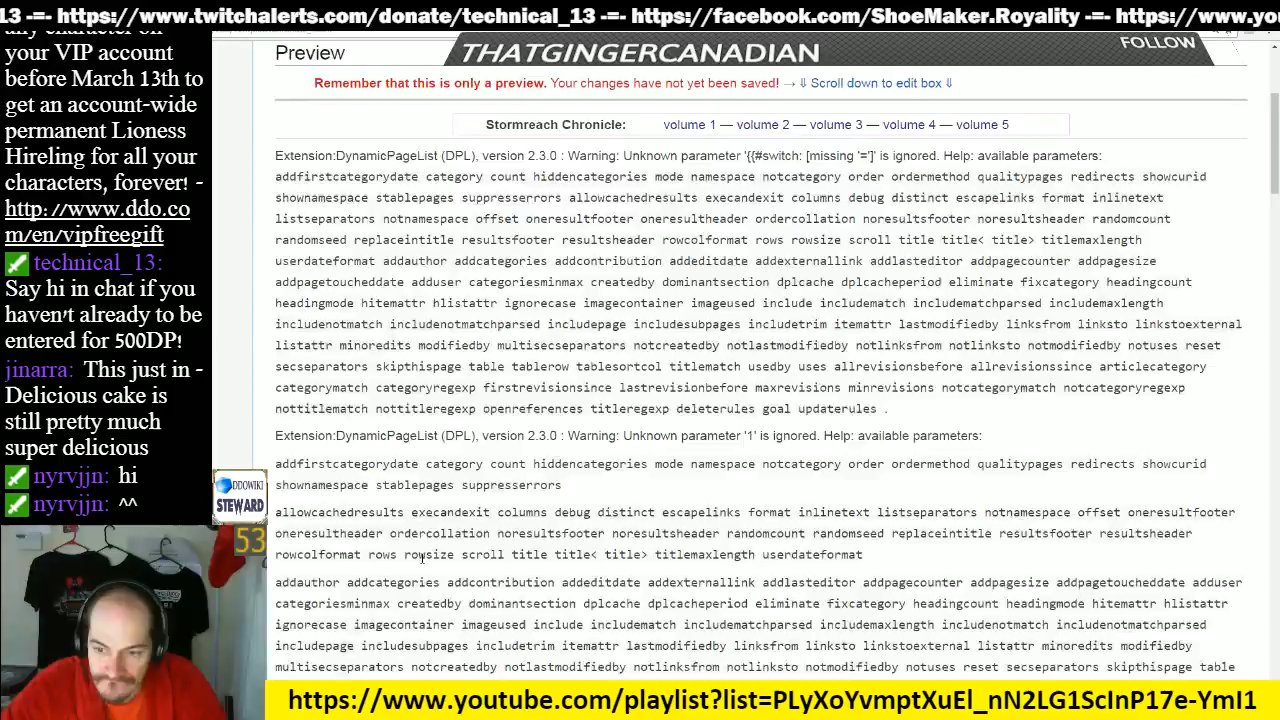 13 -=- https://www.twitchalerts.com/donate/technical_13 -=- https://facebook.com/ShoeMaker.Royality -=- https://www.yo
any character on
your VIP account
before March 13th to
get an account-wide
permanent Lioness
Hireling for all your
characters, forever! -
http://www.ddo.co
m/en/vipfreegift
technical_13:
Say hi in chat if you
haven't already to be
entered for 500DP!
jinarra: This just in -
Delicious cake is
still pretty much
super delicious
nyrvjjn: hi
nyrvjjn: ^^
DDOWIKI
STEWARD
53
Preview
THATGINGERCANADIAN
FOLLOW
Remember that this is only a preview. Your changes have not yet been saved! → ⇓ Scroll down to edit box ⇓
Stormreach Chronicle: volume 1 — volume 2 — volume 3 — volume 4 — volume 5
Extension:DynamicPageList (DPL), version 2.3.0 : Warning: Unknown parameter '{{#switch: [missing '=']' is ignored. Help: available parameters:
addfirstcategorydate category count hiddencategories mode namespace notcategory order ordermethod qualitypages redirects showcurid
shownamespace stablepages suppresserrors allowcachedresults execandexit columns debug distinct escapelinks format inlinetext
listseparators notnamespace offset oneresultfooter oneresultheader ordercollation noresultsfooter noresultsheader randomcount
randomseed replaceintitle resultsfooter resultsheader rowcolformat rows rowsize scroll title title< title> titlemaxlength
userdateformat addauthor addcategories addcontribution addeditdate addexternallink addlasteditor addpagecounter addpagesize
addpagetoucheddate adduser categoriesminmax createdby dominantsection dplcache dplcacheperiod eliminate fixcategory headingcount
headingmode hitemattr hlistattr ignorecase imagecontainer imageused include includematch includematchparsed includemaxlength
includenotmatch includenotmatchparsed includepage includesubpages includetrim itemattr lastmodifiedby linksfrom linksto linkstoexternal
listattr minoredits modifiedby multisecseparators notcreatedby notlastmodifiedby notlinksfrom notlinksto notmodifiedby notuses reset
secseparators skipthispage table tablerow tablesortcol titlematch usedby uses allrevisionsbefore allrevisionssince articlecategory
categorymatch categoryregexp firstrevisionsince lastrevisionbefore maxrevisions minrevisions notcategorymatch notcategoryregexp
nottitlematch nottitleregexp openreferences titleregexp deleterules goal updaterules .
Extension:DynamicPageList (DPL), version 2.3.0 : Warning: Unknown parameter '1' is ignored. Help: available parameters:
addfirstcategorydate category count hiddencategories mode namespace notcategory order ordermethod qualitypages redirects showcurid
shownamespace stablepages suppresserrors
allowcachedresults execandexit columns debug distinct escapelinks format inlinetext listseparators notnamespace offset oneresultfooter
oneresultheader ordercollation noresultsfooter noresultsheader randomcount randomseed replaceintitle resultsfooter resultsheader
rowcolformat rows rowsize scroll title title< title> titlemaxlength userdateformat
addauthor addcategories addcontribution addeditdate addexternallink addlasteditor addpagecounter addpagesize addpagetoucheddate adduser
categoriesminmax createdby dominantsection dplcache dplcacheperiod eliminate fixcategory headingcount headingmode hitemattr hlistattr
ignorecase imagecontainer imageused include includematch includematchparsed includemaxlength includenotmatch includenotmatchparsed
includepage includesubpages includetrim itemattr lastmodifiedby linksfrom linksto linkstoexternal listattr minoredits modifiedby
multisecseparators notcreatedby notlastmodifiedby notlinksfrom notlinksto notmodifiedby notuses reset secseparators skipthispage table
https://www.youtube.com/playlist?list=PLyXoYvmptXuEl_nN2LG1ScInP17e-YmI1